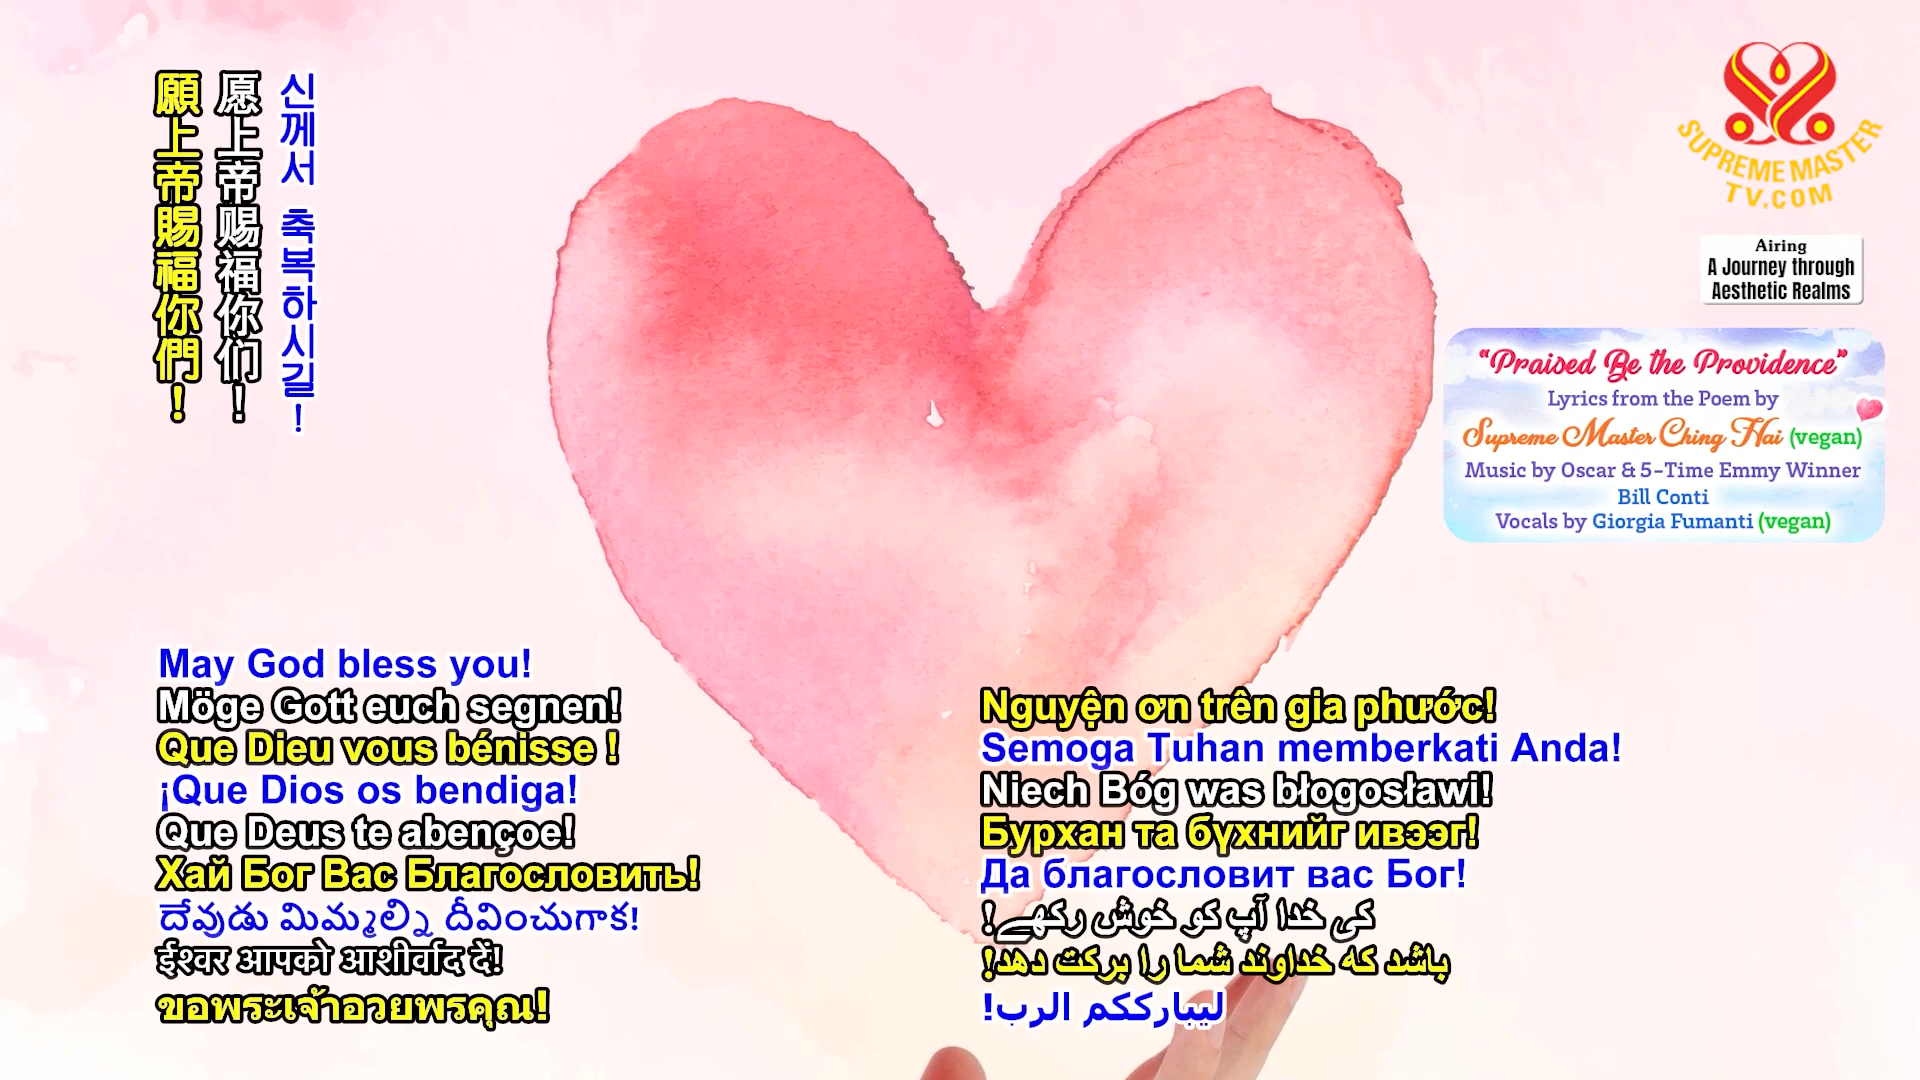 願上帝賜福你們！
愿上帝赐福你们！
신께서 축복하시길!
SUPREME MASTER
TV.COM
Airing
A Journey through
Aesthetic Realms
“Praised Be the Providence”
Lyrics from the Poem by
Supreme Master Ching Hai (vegan)
Music by Oscar & 5-Time Emmy Winner
Bill Conti
Vocals by Giorgia Fumanti (vegan)
May God bless you!
Möge Gott euch segnen!
Que Dieu vous bénisse !
¡Que Dios os bendiga!
Que Deus te abençoe!
Хай Бог Вас Благословить!
దేవుడు మిమ్మల్ని దీవించుగాక!
ईश्वर आपको आशीर्वाद दें!
ขอพระเจ้าอวยพรคุณ!
Nguyện ơn trên gia phước!
Semoga Tuhan memberkati Anda!
Niech Bóg was błogosławi!
Бурхан та бүхнийг ивээг!
Да благословит вас Бог!
کی خدا آپ کو خوش رکھے!
باشد که خداوند شما را برکت دهد!
ليبارككم الرب!